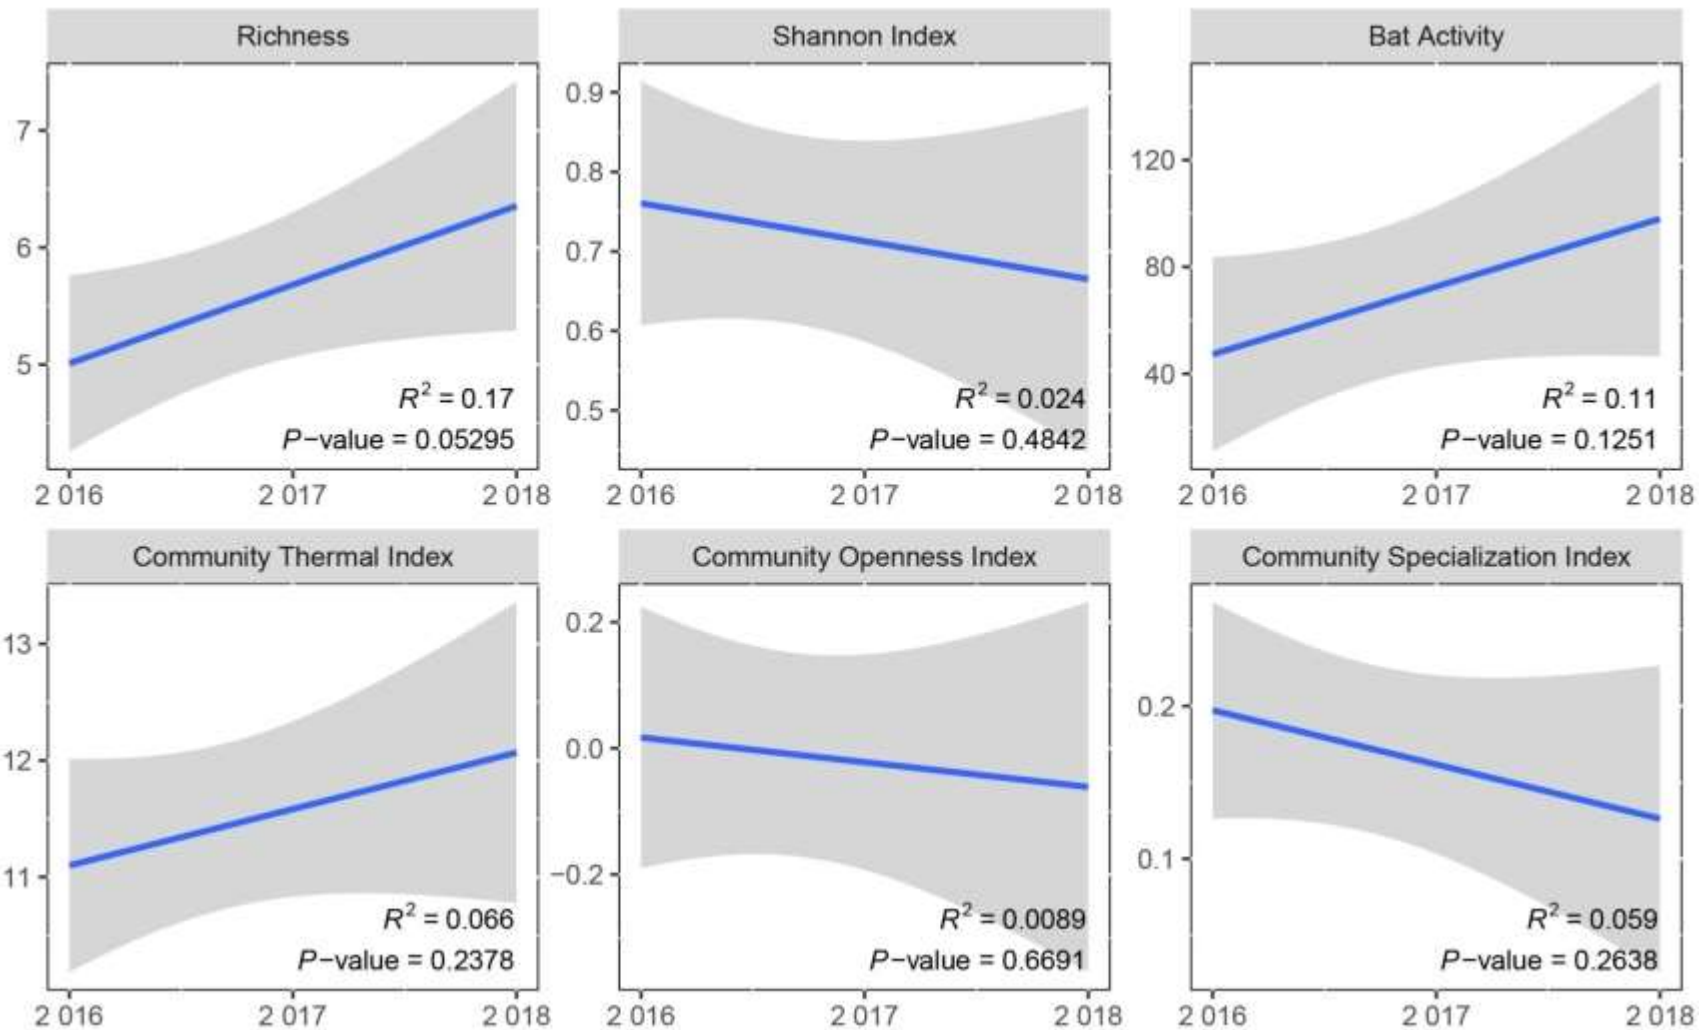 Richness
7
6
5
R² = 0.17
P−value = 0.05295
2 016 2 017 2 018
Shannon Index
0.9
0.8
0.7
0.6
0.5
R² = 0.024
P−value = 0.4842
2 016 2 017 2 018
Bat Activity
120
80
40
R² = 0.11
P−value = 0.1251
2 016 2 017 2 018
Community Thermal Index
13
12
11
R² = 0.066
P−value = 0.2378
2 016 2 017 2 018
Community Openness Index
0.2
0.0
−0.2
R² = 0.0089
P−value = 0.6691
2 016 2 017 2 018
Community Specialization Index
0.2
0.1
R² = 0.059
P−value = 0.2638
2 016 2 017 2 018